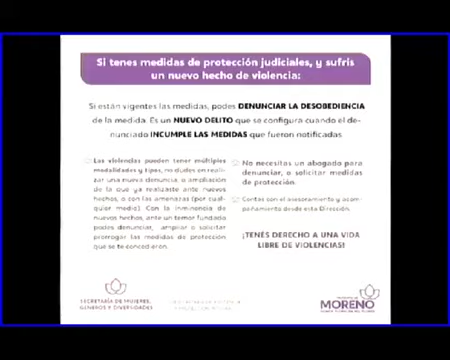 Si tenes medidas de protección judiciales, y sufris
un nuevo hecho de violencia:
Si están vigentes las medidas, podes DENUNCIAR LA DESOBEDIENCIA
de la medida. Es un NUEVO DELITO que se configura cuando el de-
nunciado INCUMPLE LAS MEDIDAS que fueron notificadas
Las violencias pueden tener múltiples
modalidades y tipos, no dudes en reali-
zar una nueva denuncia, o ampliación
de la que ya realizaste ante nuevos
hechos, o con las amenazas (por cual-
quier medio). Con la inminencia de
nuevos hechos, ante un temor fundado
podes denunciar, ampliar o solicitar
prorrogar las medidas de protección
que se te concedieron.
No necesitas un abogado para
denunciar, o solicitar medidas
de protección.
Contas con el asesoramiento y acom-
pañamiento desde esta Dirección.
¡TENÉS DERECHO A UNA VIDA
LIBRE DE VIOLENCIAS!
SECRETARÍA DE MUJERES,
GÉNEROS Y DIVERSIDADES
MORENO